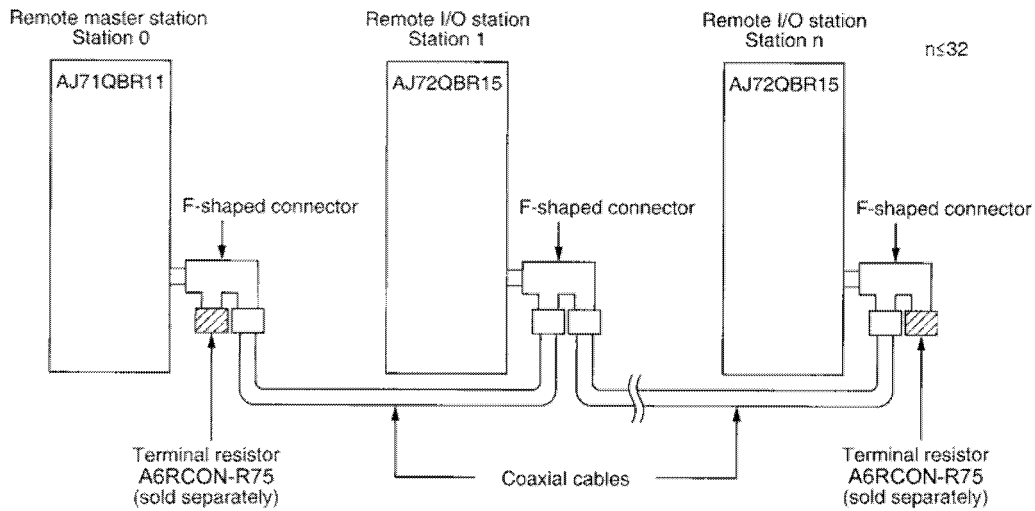 Remote master station
Station 0
Remote I/O station
Station 1
Remote I/O station
Station n
n≤32
AJ71QBR11
AJ72QBR15
AJ72QBR15
F-shaped connector
F-shaped connector
F-shaped connector
Terminal resistor
A6RCON-R75
(sold separately)
Coaxial cables
Terminal resistor
A6RCON-R75
(sold separately)